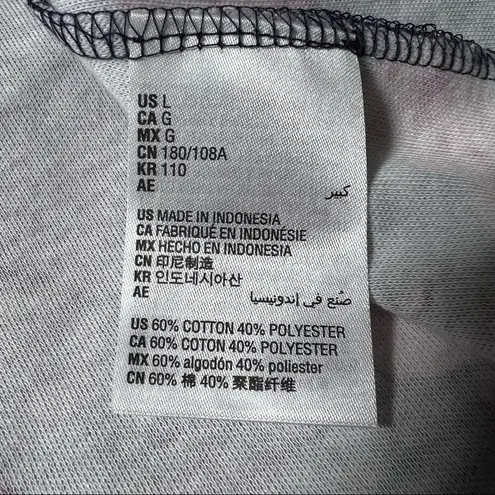 US L
CA G
MX G
CN 180/108A
KR 110
AE كبير
US MADE IN INDONESIA
CA FABRIQUÉ EN INDONÉSIE
MX HECHO EN INDONESIA
CN 印尼制造
KR 인도네시아산
AE صُنع في إندونيسيا
US 60% COTTON 40% POLYESTER
CA 60% COTON 40% POLYESTER
MX 60% algodón 40% poliester
CN 60% 棉 40% 聚酯纤维